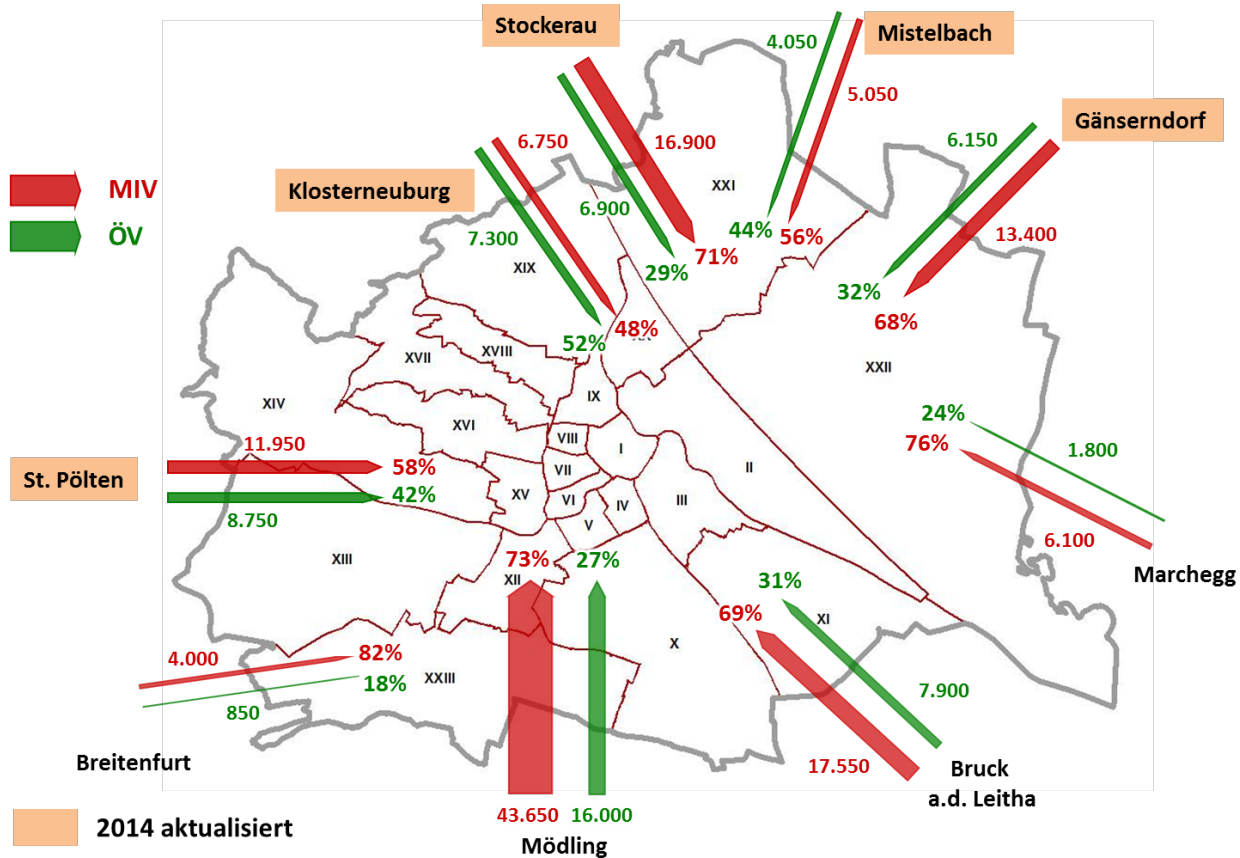 Stockerau
Mistelbach
4.050
5.050
Gänserndorf
6.150
6.750
16.900
XXI
MIV
ÖV
Klosterneuburg
6.900
7.300
44%
56%
13.400
XIX
29%
71%
32%
68%
52%
48%
XVII
XVIII
XXII
IX
XIV
24%
XVI
VIII
I
76%
11.950
II
1.800
St. Pölten
58%
VII
42%
XV
VI
IV
III
8.750
V
6.100
XIII
73%
27%
Marchegg
XII
31%
69%
XI
4.000
82%
X
18%
XXIII
850
7.900
Breitenfurt
17.550
Bruck
a.d. Leitha
43.650
16.000
2014 aktualisiert
Mödling